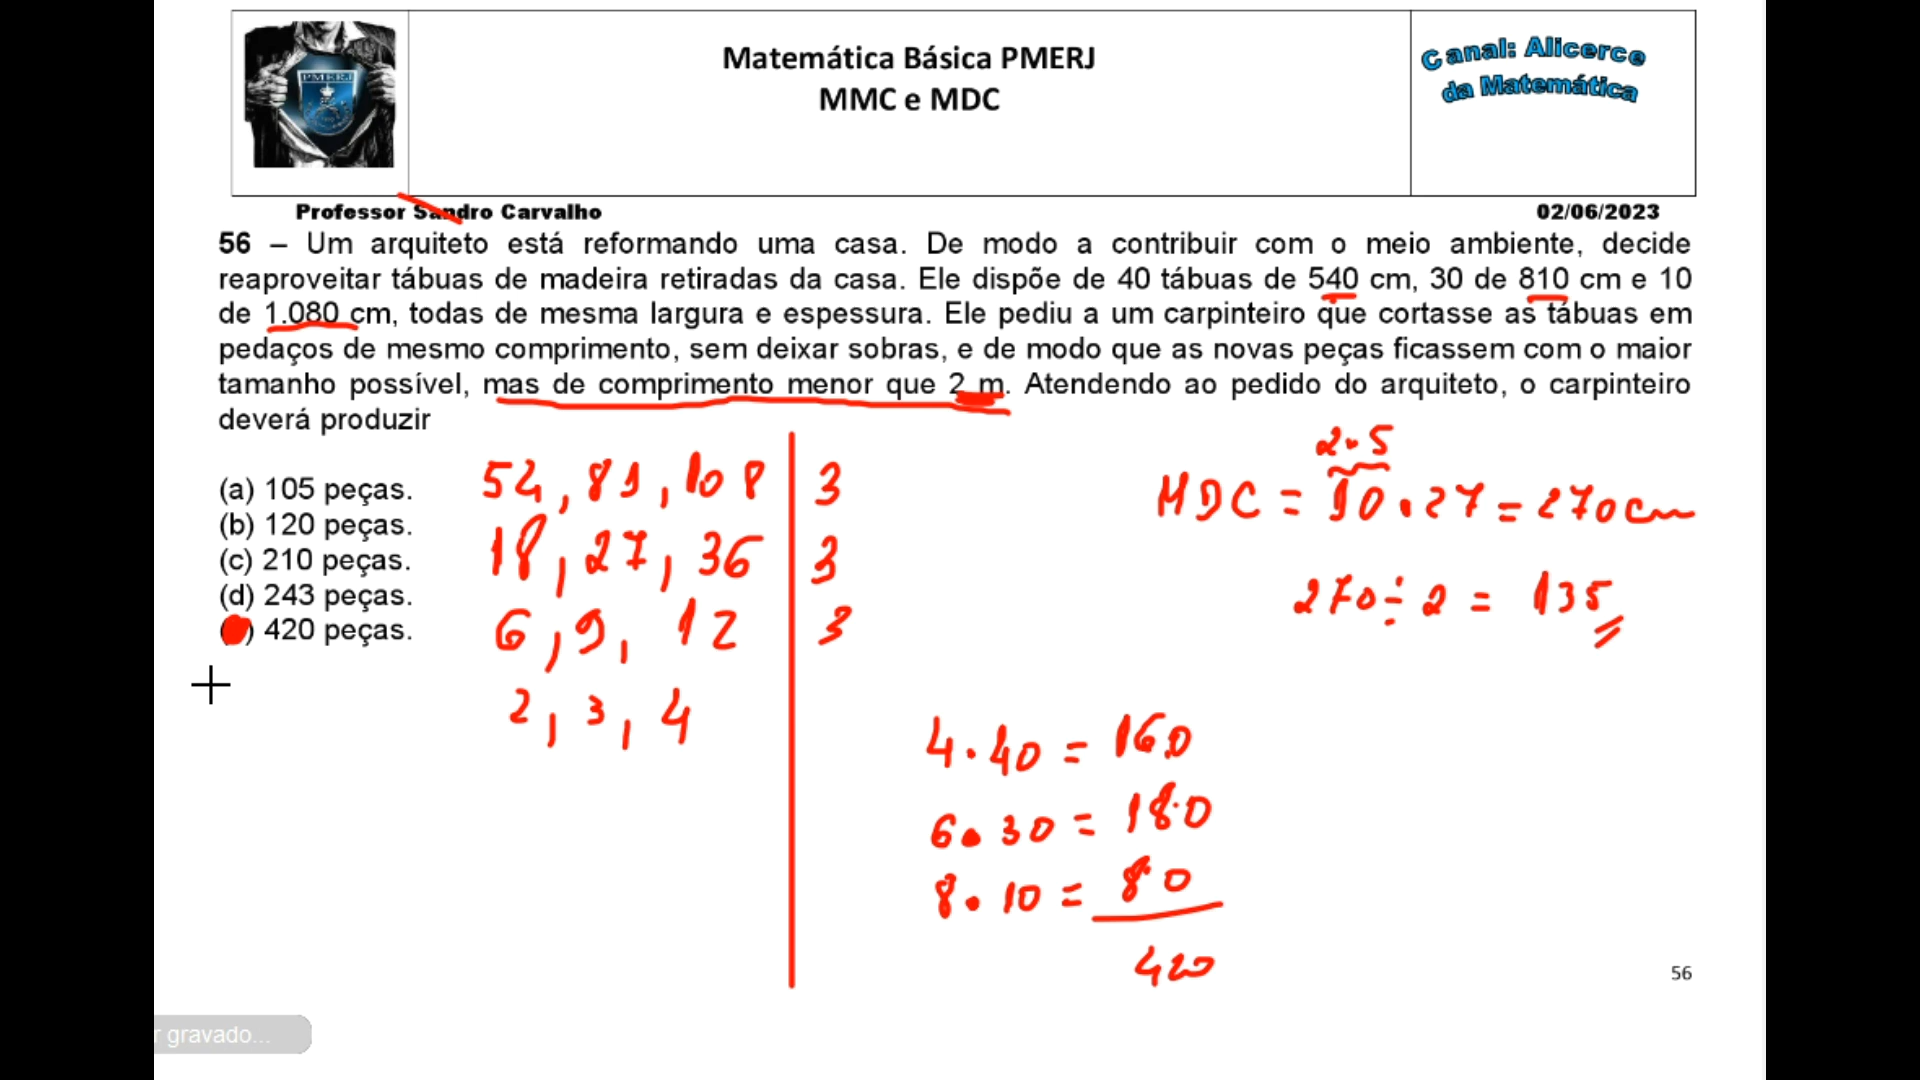 PMERJ
Matemática Básica PMERJ
MMC e MDC
Canal: Alicerce
da Matemática
Professor Sandro Carvalho
02/06/2023
56 – Um arquiteto está reformando uma casa. De modo a contribuir com o meio ambiente, decide
reaproveitar tábuas de madeira retiradas da casa. Ele dispõe de 40 tábuas de 540 cm, 30 de 810 cm e 10
de 1.080 cm, todas de mesma largura e espessura. Ele pediu a um carpinteiro que cortasse as tábuas em
pedaços de mesmo comprimento, sem deixar sobras, e de modo que as novas peças ficassem com o maior
tamanho possível, mas de comprimento menor que 2 m. Atendendo ao pedido do arquiteto, o carpinteiro
deverá produzir
(a) 105 peças.
(b) 120 peças.
(c) 210 peças.
(d) 243 peças.
) 420 peças.
54, 81, 108 | 3
18, 27, 36 | 3
6, 9, 12 | 3
2, 3, 4
2.5
MDC = 10.27 = 270cm
270 ÷ 2 = 135
4.40 = 160
6.30 = 180
8.10 = 80
420
56
r gravado...